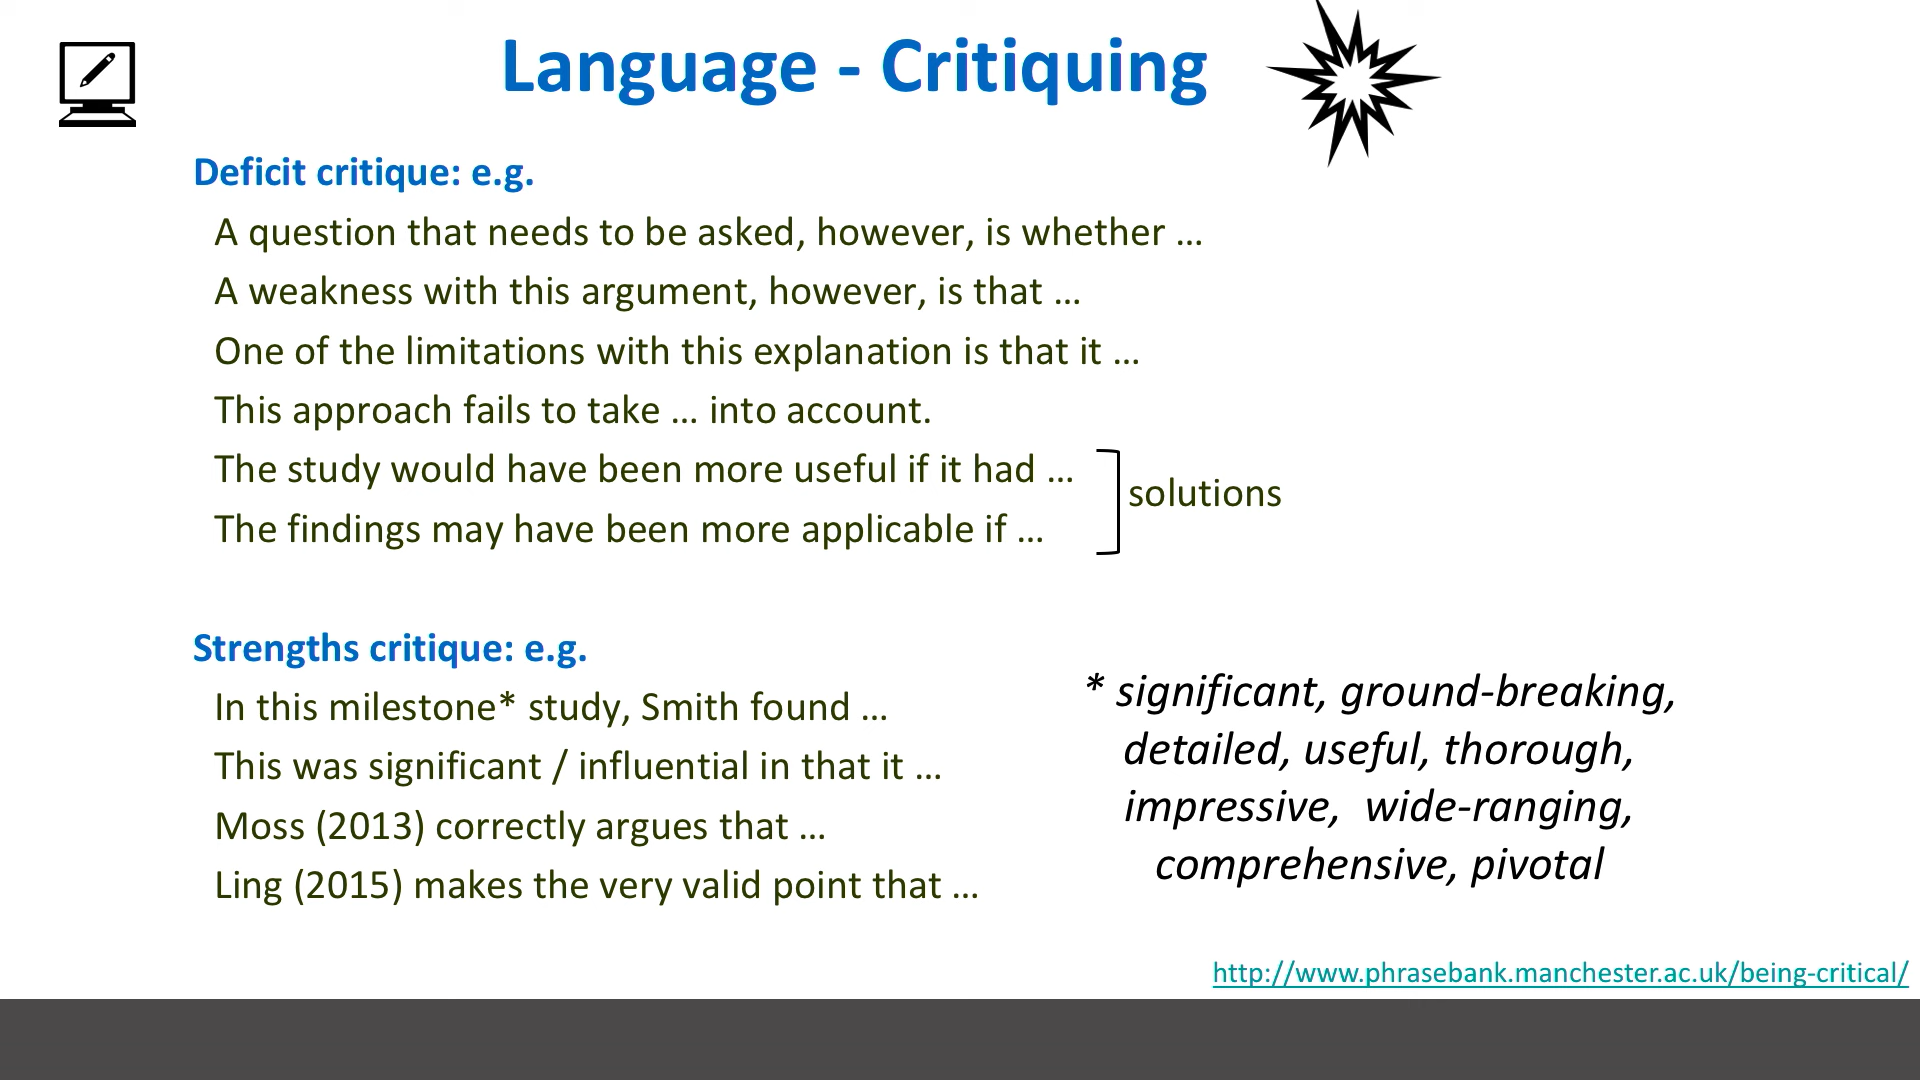 Language - Critiquing
Deficit critique: e.g.
A question that needs to be asked, however, is whether …
A weakness with this argument, however, is that …
One of the limitations with this explanation is that it …
This approach fails to take … into account.
The study would have been more useful if it had …
The findings may have been more applicable if …
solutions
Strengths critique: e.g.
In this milestone* study, Smith found …
This was significant / influential in that it …
Moss (2013) correctly argues that …
Ling (2015) makes the very valid point that …
* significant, ground-breaking,
detailed, useful, thorough,
impressive, wide-ranging,
comprehensive, pivotal
http://www.phrasebank.manchester.ac.uk/being-critical/